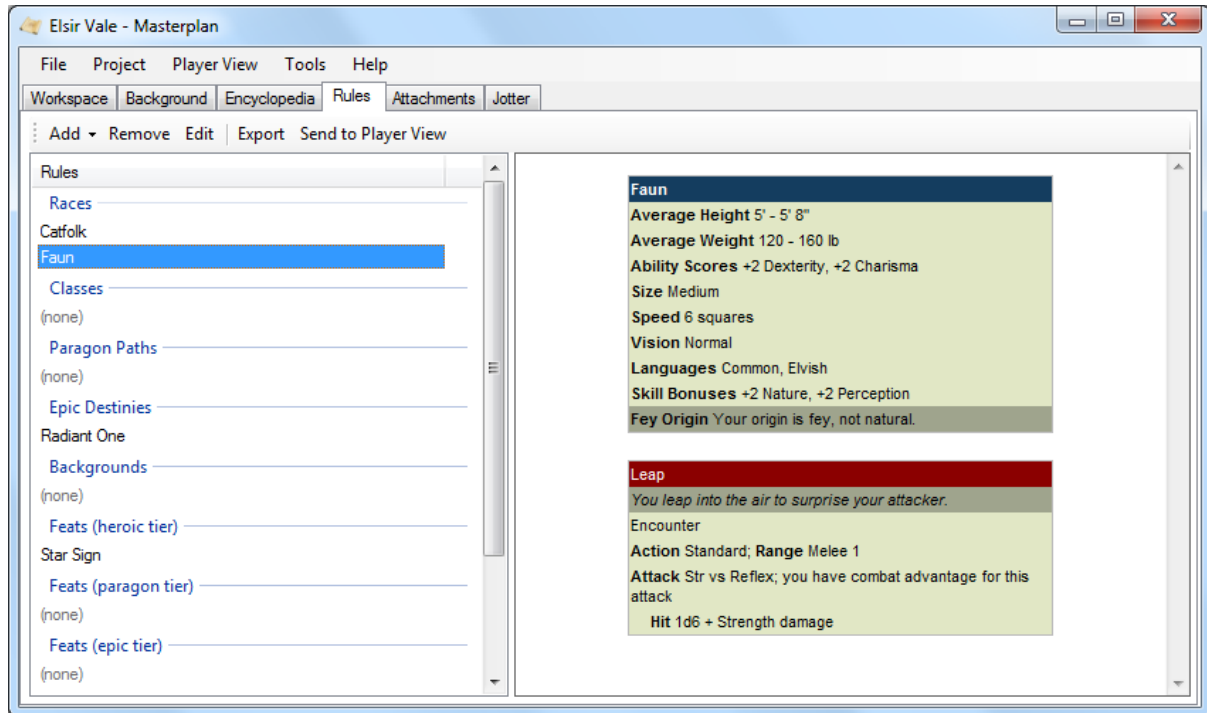 Elsir Vale - Masterplan
File Project Player View Tools Help
Workspace Background Encyclopedia Rules Attachments Jotter
Add Remove Edit Export Send to Player View
Rules
Races
Catfolk
Faun
Classes
(none)
Paragon Paths
(none)
Epic Destinies
Radiant One
Backgrounds
(none)
Feats (heroic tier)
Star Sign
Feats (paragon tier)
(none)
Feats (epic tier)
(none)
Faun
Average Height 5' - 5' 8"
Average Weight 120 - 160 lb
Ability Scores +2 Dexterity, +2 Charisma
Size Medium
Speed 6 squares
Vision Normal
Languages Common, Elvish
Skill Bonuses +2 Nature, +2 Perception
Fey Origin Your origin is fey, not natural.
Leap
You leap into the air to surprise your attacker.
Encounter
Action Standard; Range Melee 1
Attack Str vs Reflex; you have combat advantage for this
attack
Hit 1d6 + Strength damage